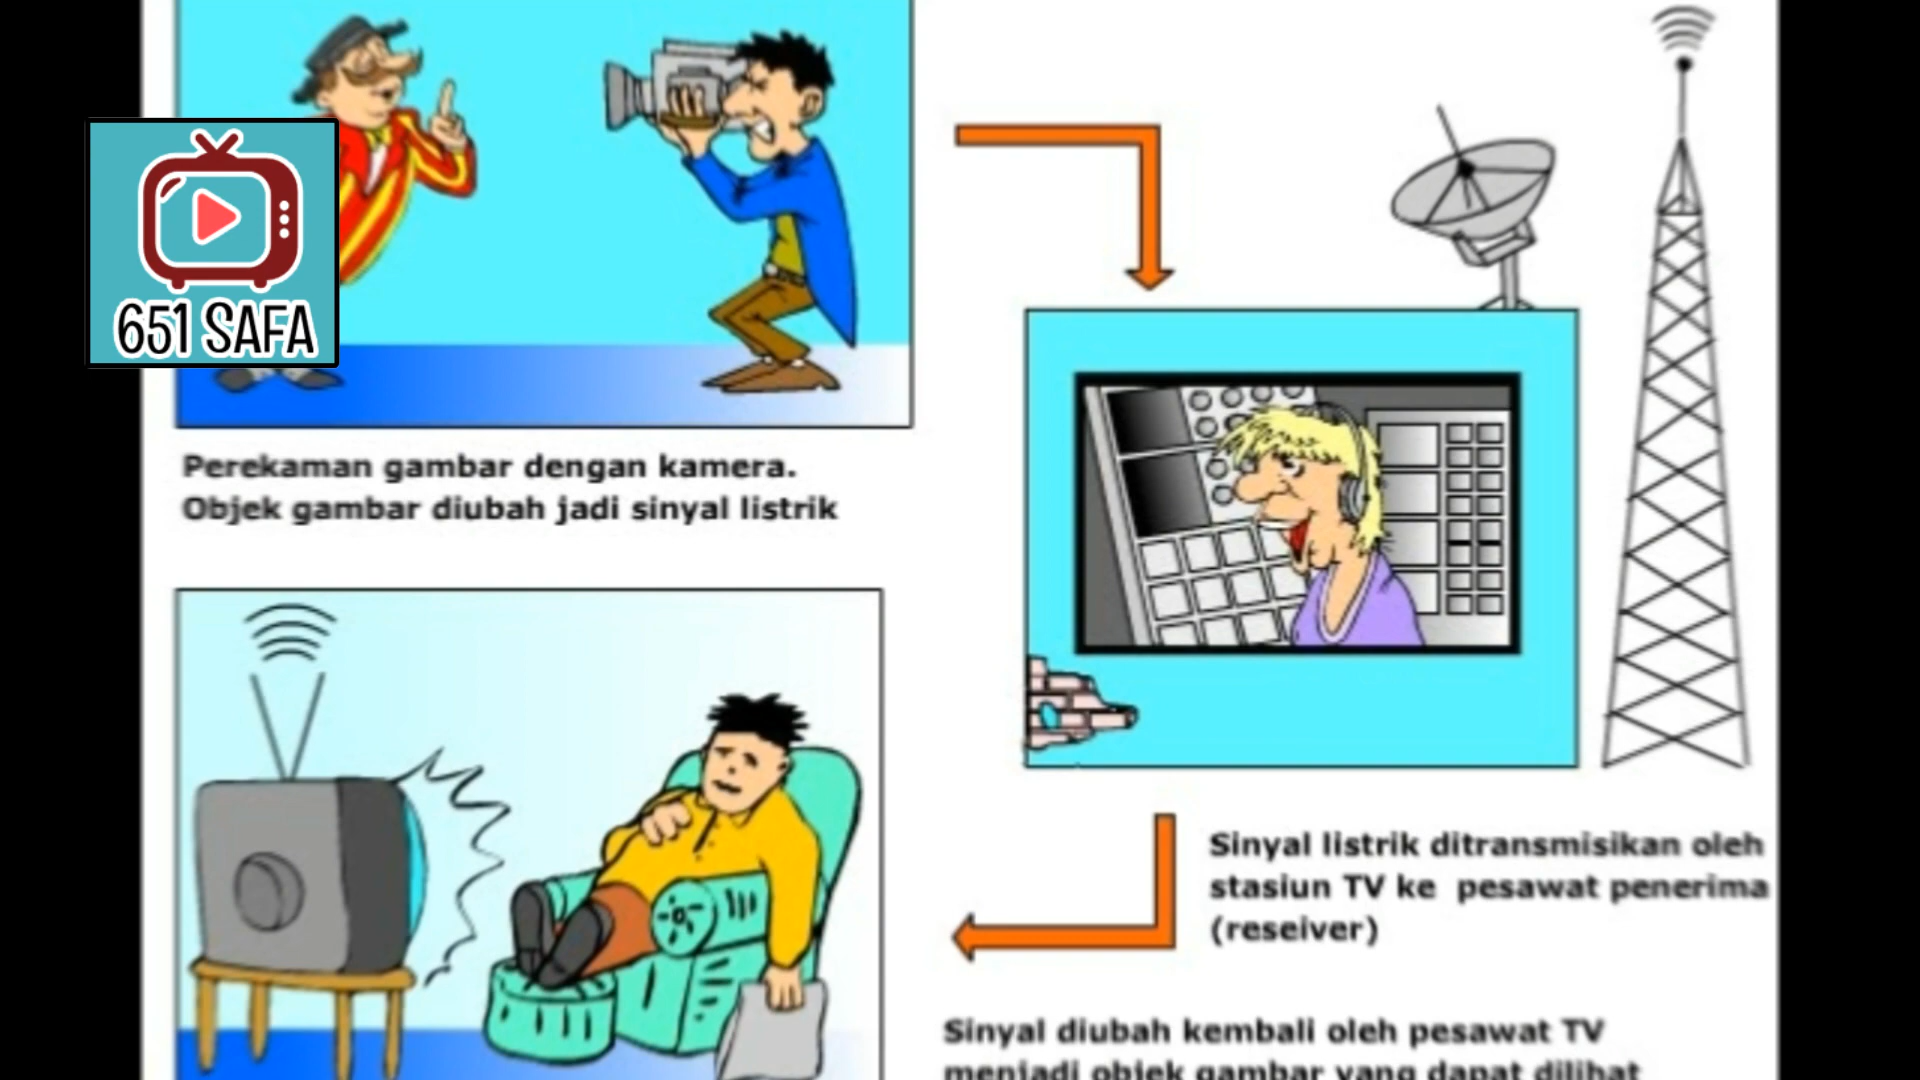 651 SAFA
Perekaman gambar dengan kamera.
Objek gambar diubah jadi sinyal listrik
Sinyal listrik ditransmisikan oleh
stasiun TV ke pesawat penerima
(reseiver)
Sinyal diubah kembali oleh pesawat TV
menjadi objek gambar yang dapat dilihat